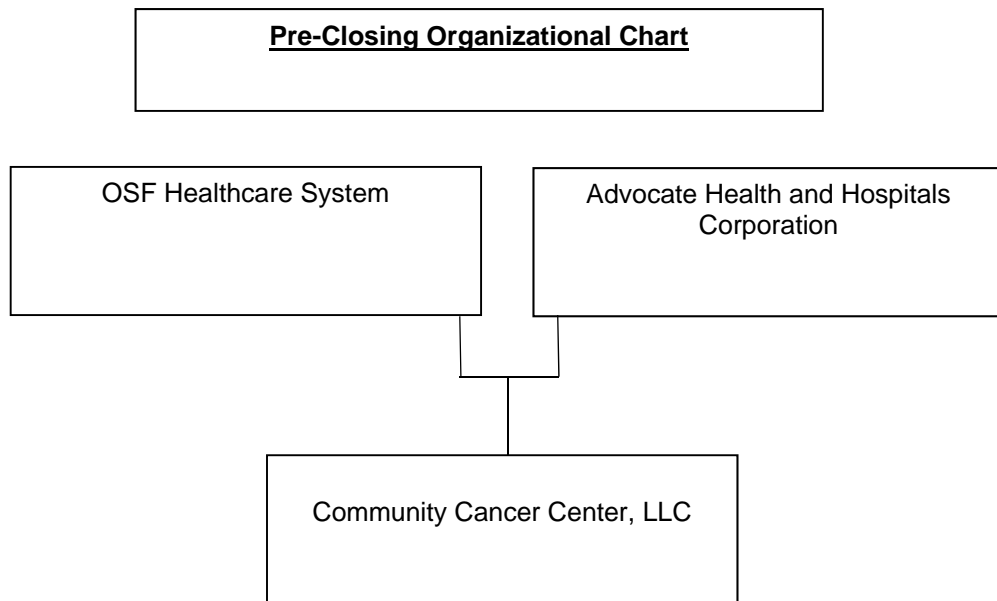 Pre-Closing Organizational Chart
OSF Healthcare System
Advocate Health and Hospitals
Corporation
Community Cancer Center, LLC